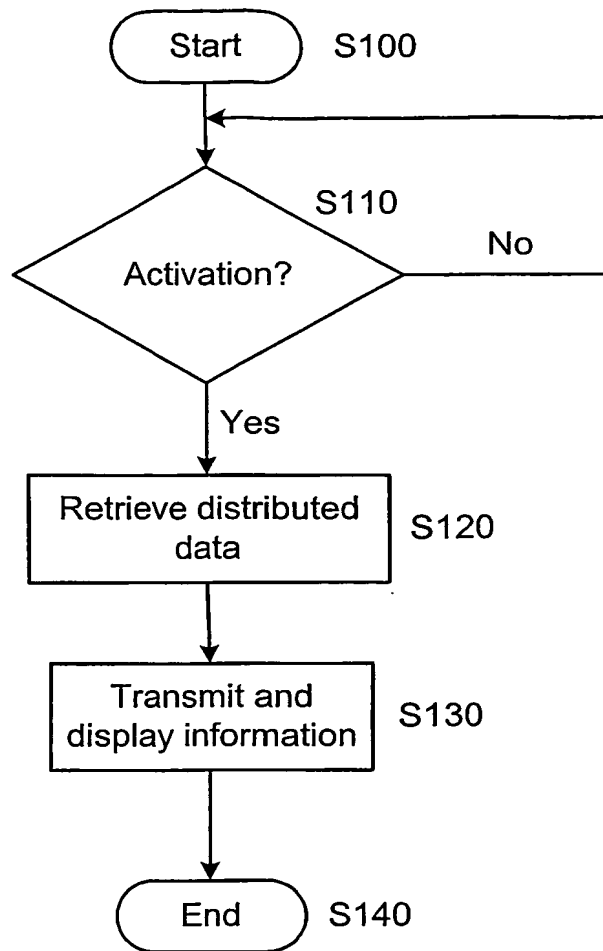 Start
S100
S110
Activation?
No
Yes
Retrieve distributed
data
S120
Transmit and
display information
S130
End
S140